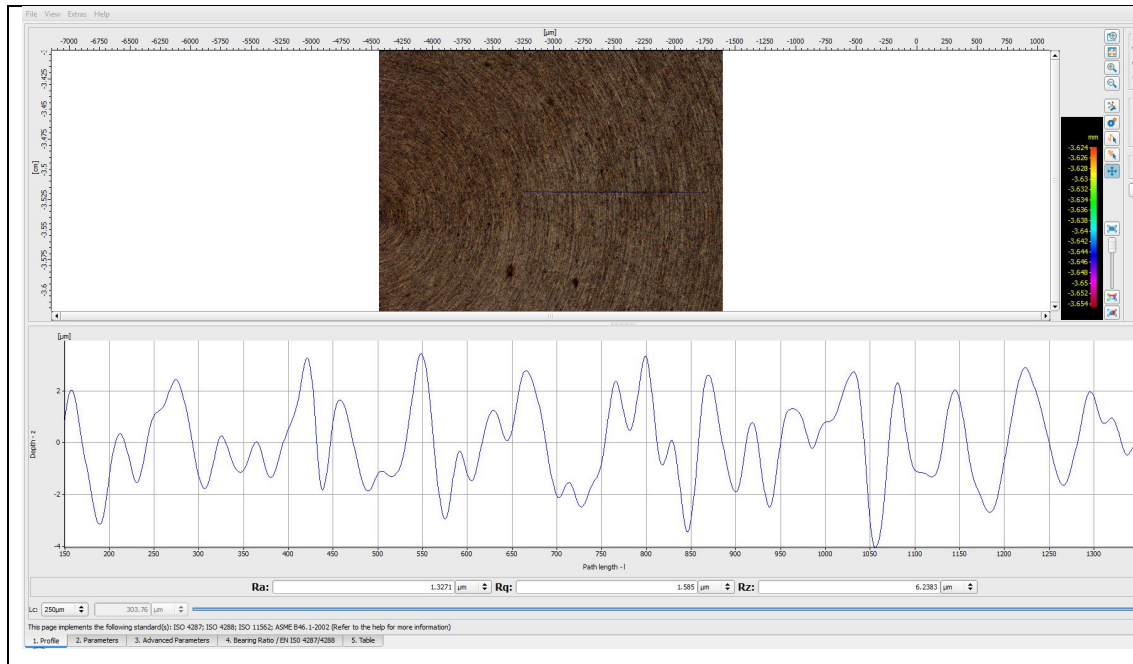 File View Extras Help
[µm]
-7000 -6750 -6500 -6250 -6000 -5750 -5500 -5250 -5000 -4750 -4500 -4250 -4000 -3750 -3500 -3250 -3000 -2750 -2500 -2250 -2000 -1750 -1500 -1250 -1000 -750 -500 -250 0 250 500 750 1000
[cm]
-3.425
-3.45
-3.475
-3.5
-3.525
-3.55
-3.575
-3.6
mm
-3.624
-3.626
-3.628
-3.63
-3.632
-3.634
-3.636
-3.638
-3.64
-3.642
-3.644
-3.646
-3.648
-3.65
-3.652
-3.654
[µm]
Depth - z
2
0
-2
-4
150 200 250 300 350 400 450 500 550 600 650 700 750 800 850 900 950 1000 1050 1100 1150 1200 1250 1300
Path length - l
Ra: 1.3271 µm Rq: 1.585 µm Rz: 6.2383 µm
Lc: 250µm 303.76 µm
This page implements the following standard(s): ISO 4287; ISO 4288; ISO 11562; ASME B46.1-2002 (Refer to the help for more information)
1. Profile 2. Parameters 3. Advanced Parameters 4. Bearing Ratio / EN ISO 4287/4288 5. Table